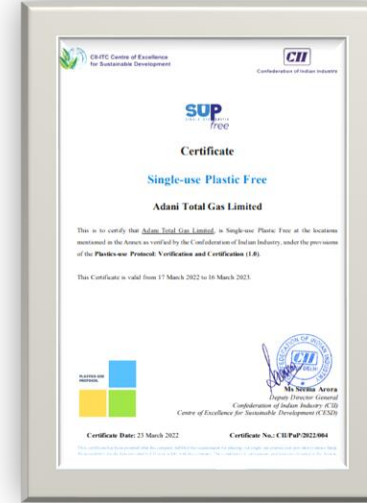 CII-ITC Centre of Excellence
for Sustainable Development
CII
Confederation of Indian Industry
SUP
free
Certificate
Single-use Plastic Free
Adani Total Gas Limited
This is to certify that Adani Total Gas Limited, is Single-use Plastic Free at the locations
mentioned in the Annex as verified by the Confederation of Indian Industry, under the provisions
of the Plastics-use Protocol: Verification and Certification (1.0).
This Certificate is valid from 17 March 2022 to 16 March 2023.
PLASTICS-USE
PROTOCOL
CII
Ms Seema Arora
Deputy Director General
Confederation of Indian Industry (CII)
Centre of Excellence for Sustainable Development (CESD)
Certificate Date: 23 March 2022 Certificate No.: CII/PuP/2022/004